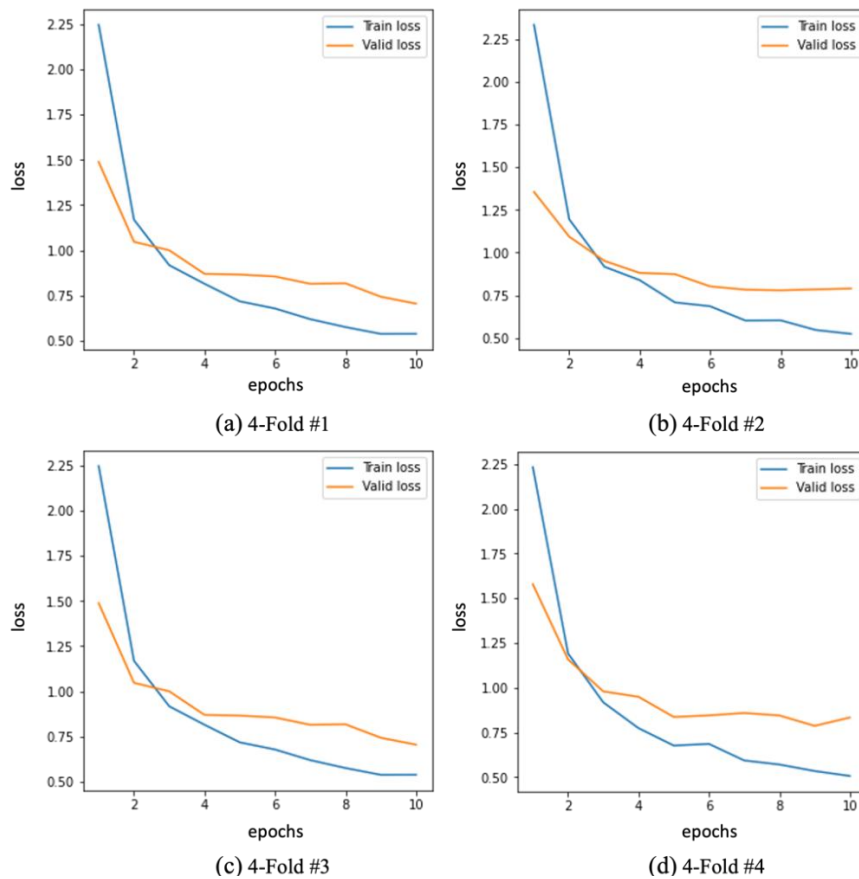 2.25
2.00
1.75
1.50
1.25
1.00
0.75
0.50
loss
Train loss
Valid loss
2 4 6 8 10
epochs
(a) 4-Fold #1
2.25
2.00
1.75
1.50
1.25
1.00
0.75
0.50
loss
Train loss
Valid loss
2 4 6 8 10
epochs
(b) 4-Fold #2
2.25
2.00
1.75
1.50
1.25
1.00
0.75
0.50
loss
Train loss
Valid loss
2 4 6 8 10
epochs
(c) 4-Fold #3
2.25
2.00
1.75
1.50
1.25
1.00
0.75
0.50
loss
Train loss
Valid loss
2 4 6 8 10
epochs
(d) 4-Fold #4